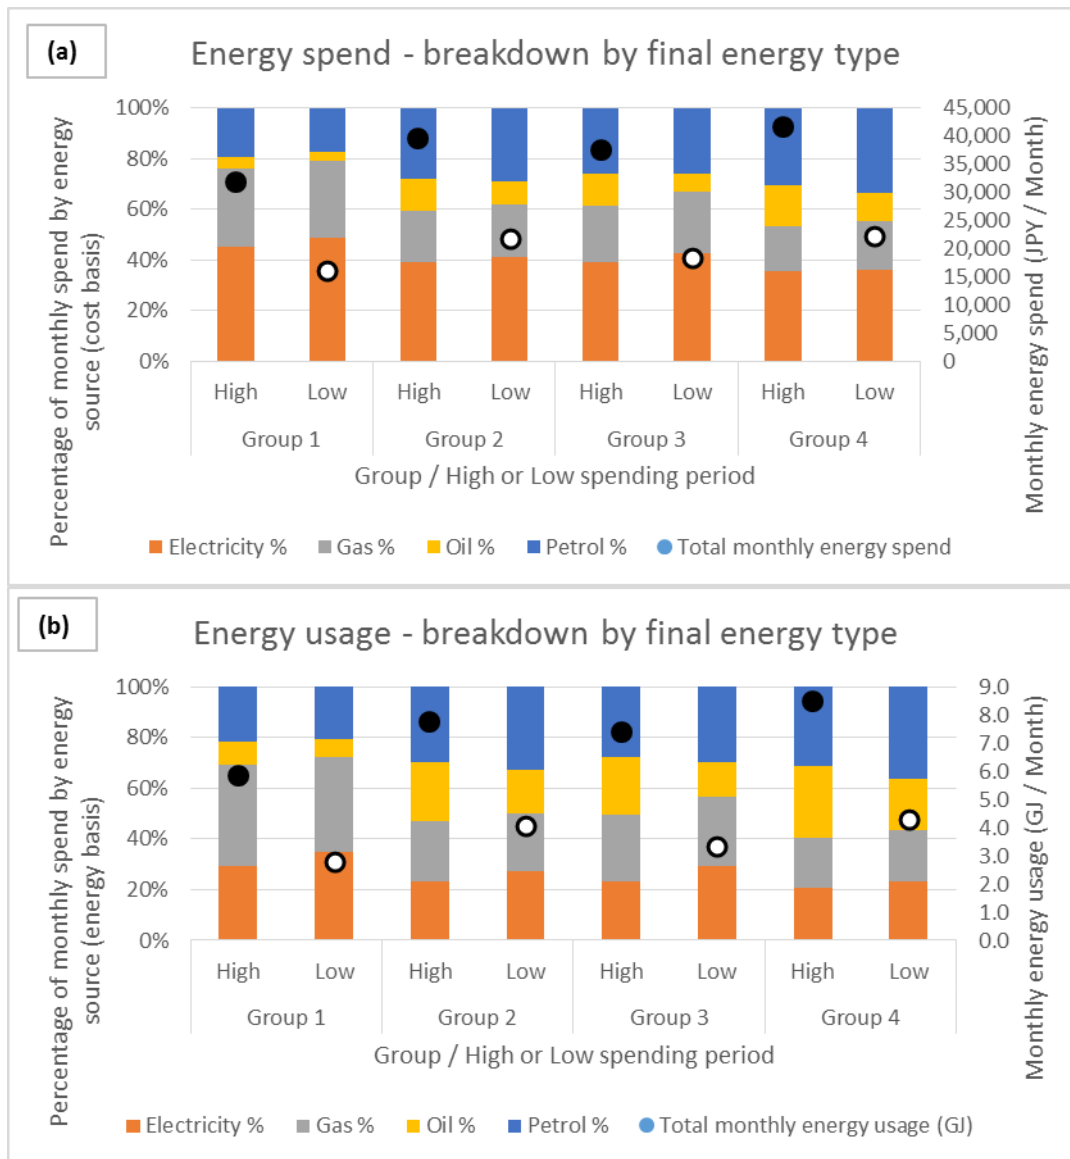 (a)
Energy spend - breakdown by final energy type
Percentage of monthly spend by energy
source (cost basis)
100%
80%
60%
40%
20%
0%
45,000
40,000
35,000
30,000
25,000
20,000
15,000
10,000
5,000
0
Monthly energy spend (JPY / Month)
High Low High Low High Low High Low
Group 1 Group 2 Group 3 Group 4
Group / High or Low spending period
Electricity % Gas % Oil % Petrol % Total monthly energy spend
(b)
Energy usage - breakdown by final energy type
Percentage of monthly spend by energy
source (energy basis)
100%
80%
60%
40%
20%
0%
9.0
8.0
7.0
6.0
5.0
4.0
3.0
2.0
1.0
0.0
Monthly energy usage (GJ / Month)
High Low High Low High Low High Low
Group 1 Group 2 Group 3 Group 4
Group / High or Low spending period
Electricity % Gas % Oil % Petrol % Total monthly energy usage (GJ)